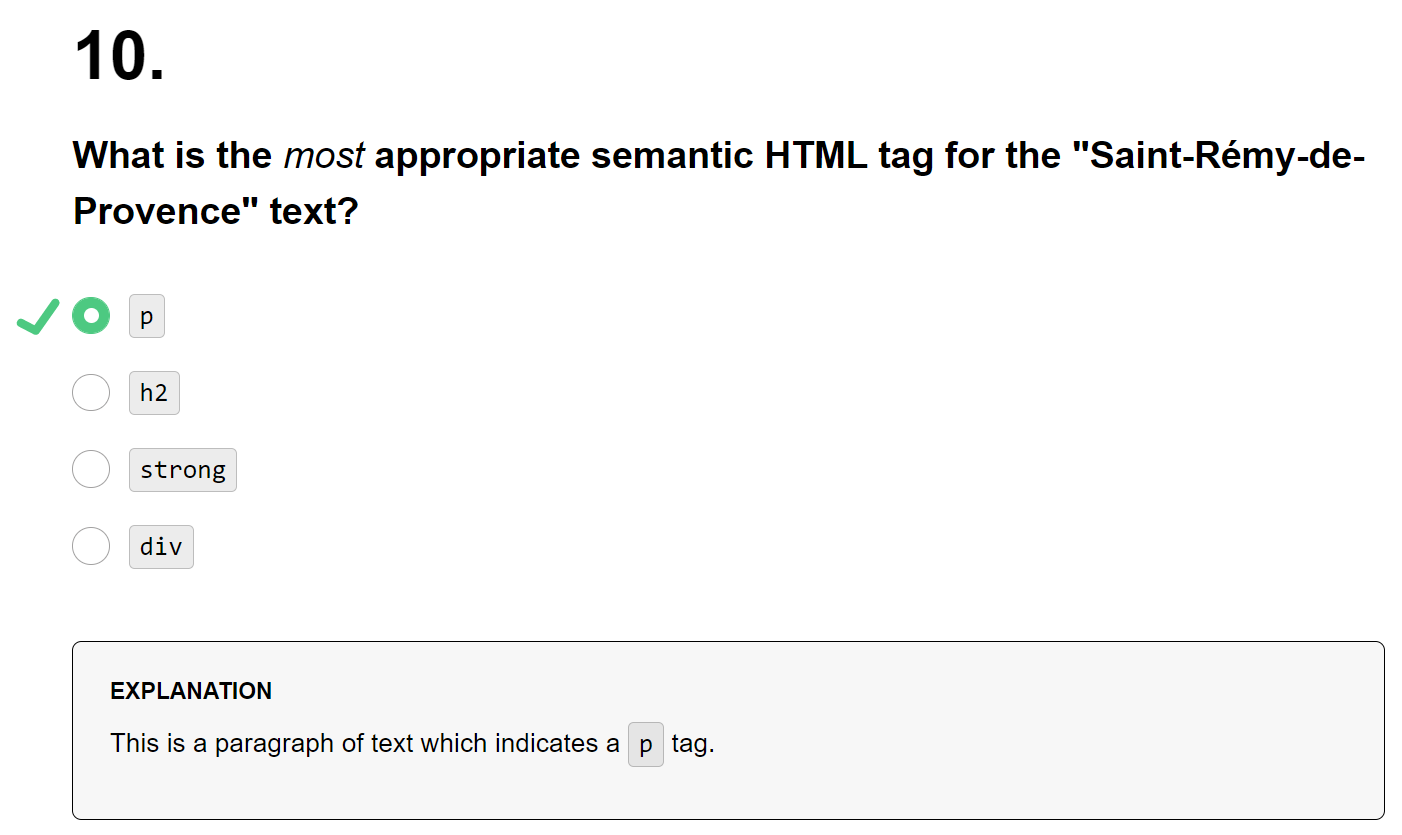 10.
What is the most appropriate semantic HTML tag for the "Saint-Rémy-de-
Provence" text?
p
h2
strong
div
EXPLANATION
This is a paragraph of text which indicates a p tag.